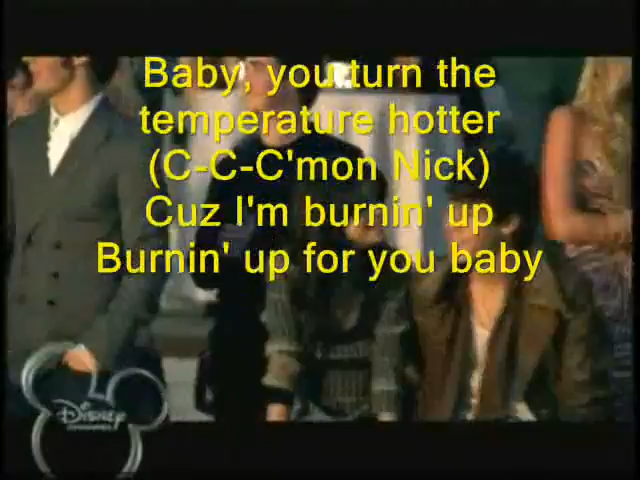 Baby, you turn the
temperature hotter
(C-C-C'mon Nick)
Cuz I'm burnin' up
Burnin' up for you baby
Disney